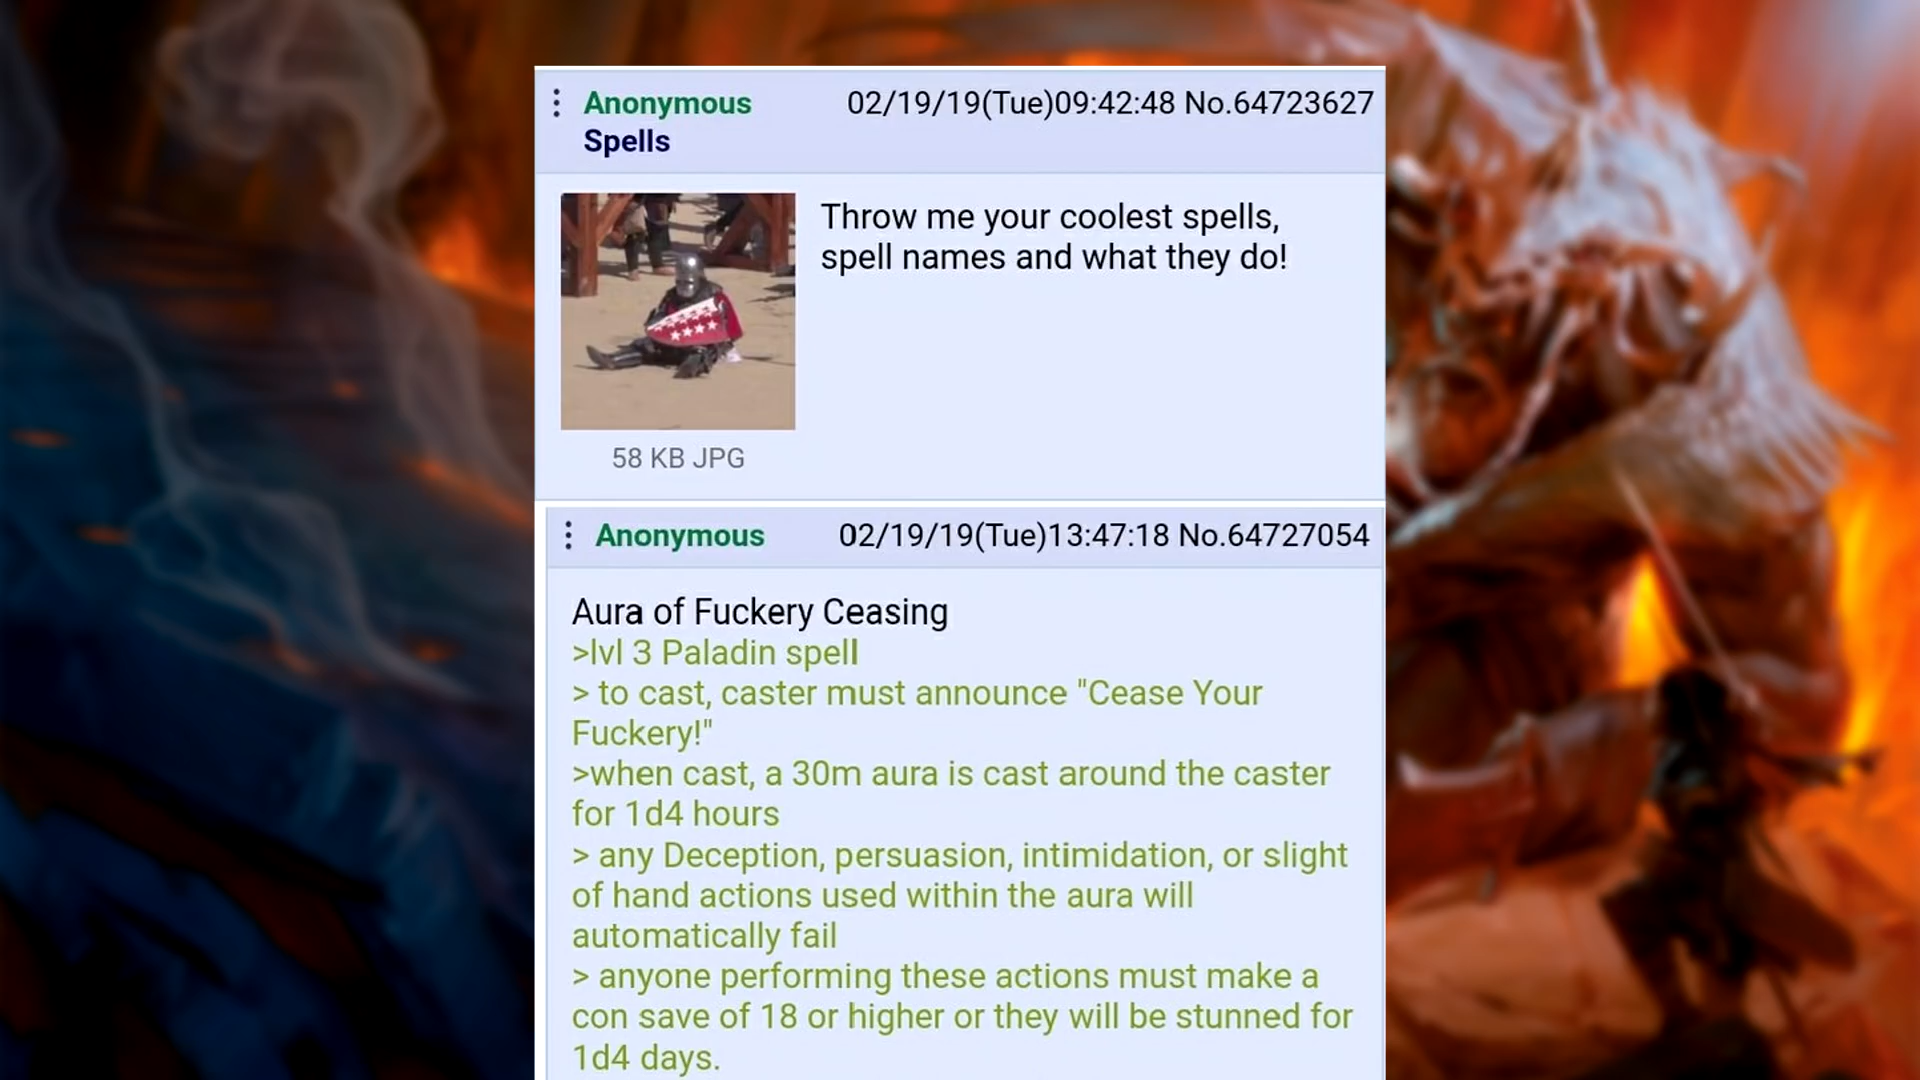 Anonymous 02/19/19(Tue)09:42:48 No.64723627
Spells
Throw me your coolest spells,
spell names and what they do!
58 KB JPG
Anonymous 02/19/19(Tue)13:47:18 No.64727054
Aura of Fuckery Ceasing
>lvl 3 Paladin spell
> to cast, caster must announce "Cease Your
Fuckery!"
>when cast, a 30m aura is cast around the caster
for 1d4 hours
> any Deception, persuasion, intimidation, or slight
of hand actions used within the aura will
automatically fail
> anyone performing these actions must make a
con save of 18 or higher or they will be stunned for
1d4 days.